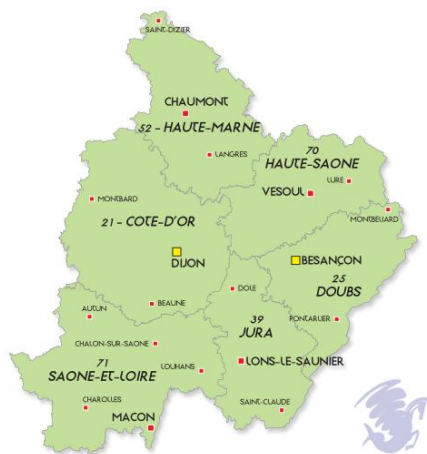 SAINT-DIZIER
CHAUMONT
52 - HAUTE-MARNE
LANGRES
70
HAUTE-SAONE
LURE
VESOUL
MONTBARD
MONTBELIARD
21 - COTE-D'OR
DIJON
BESANÇON
25
DOUBS
DOLE
BEAUNE
AUTUN
39
JURA
PONTARLIER
CHALON-SUR-SAONE
LONS-LE-SAUNIER
71
SAONE-ET-LOIRE
LOUHANS
CHAROLLES
SAINT-CLAUDE
MACON